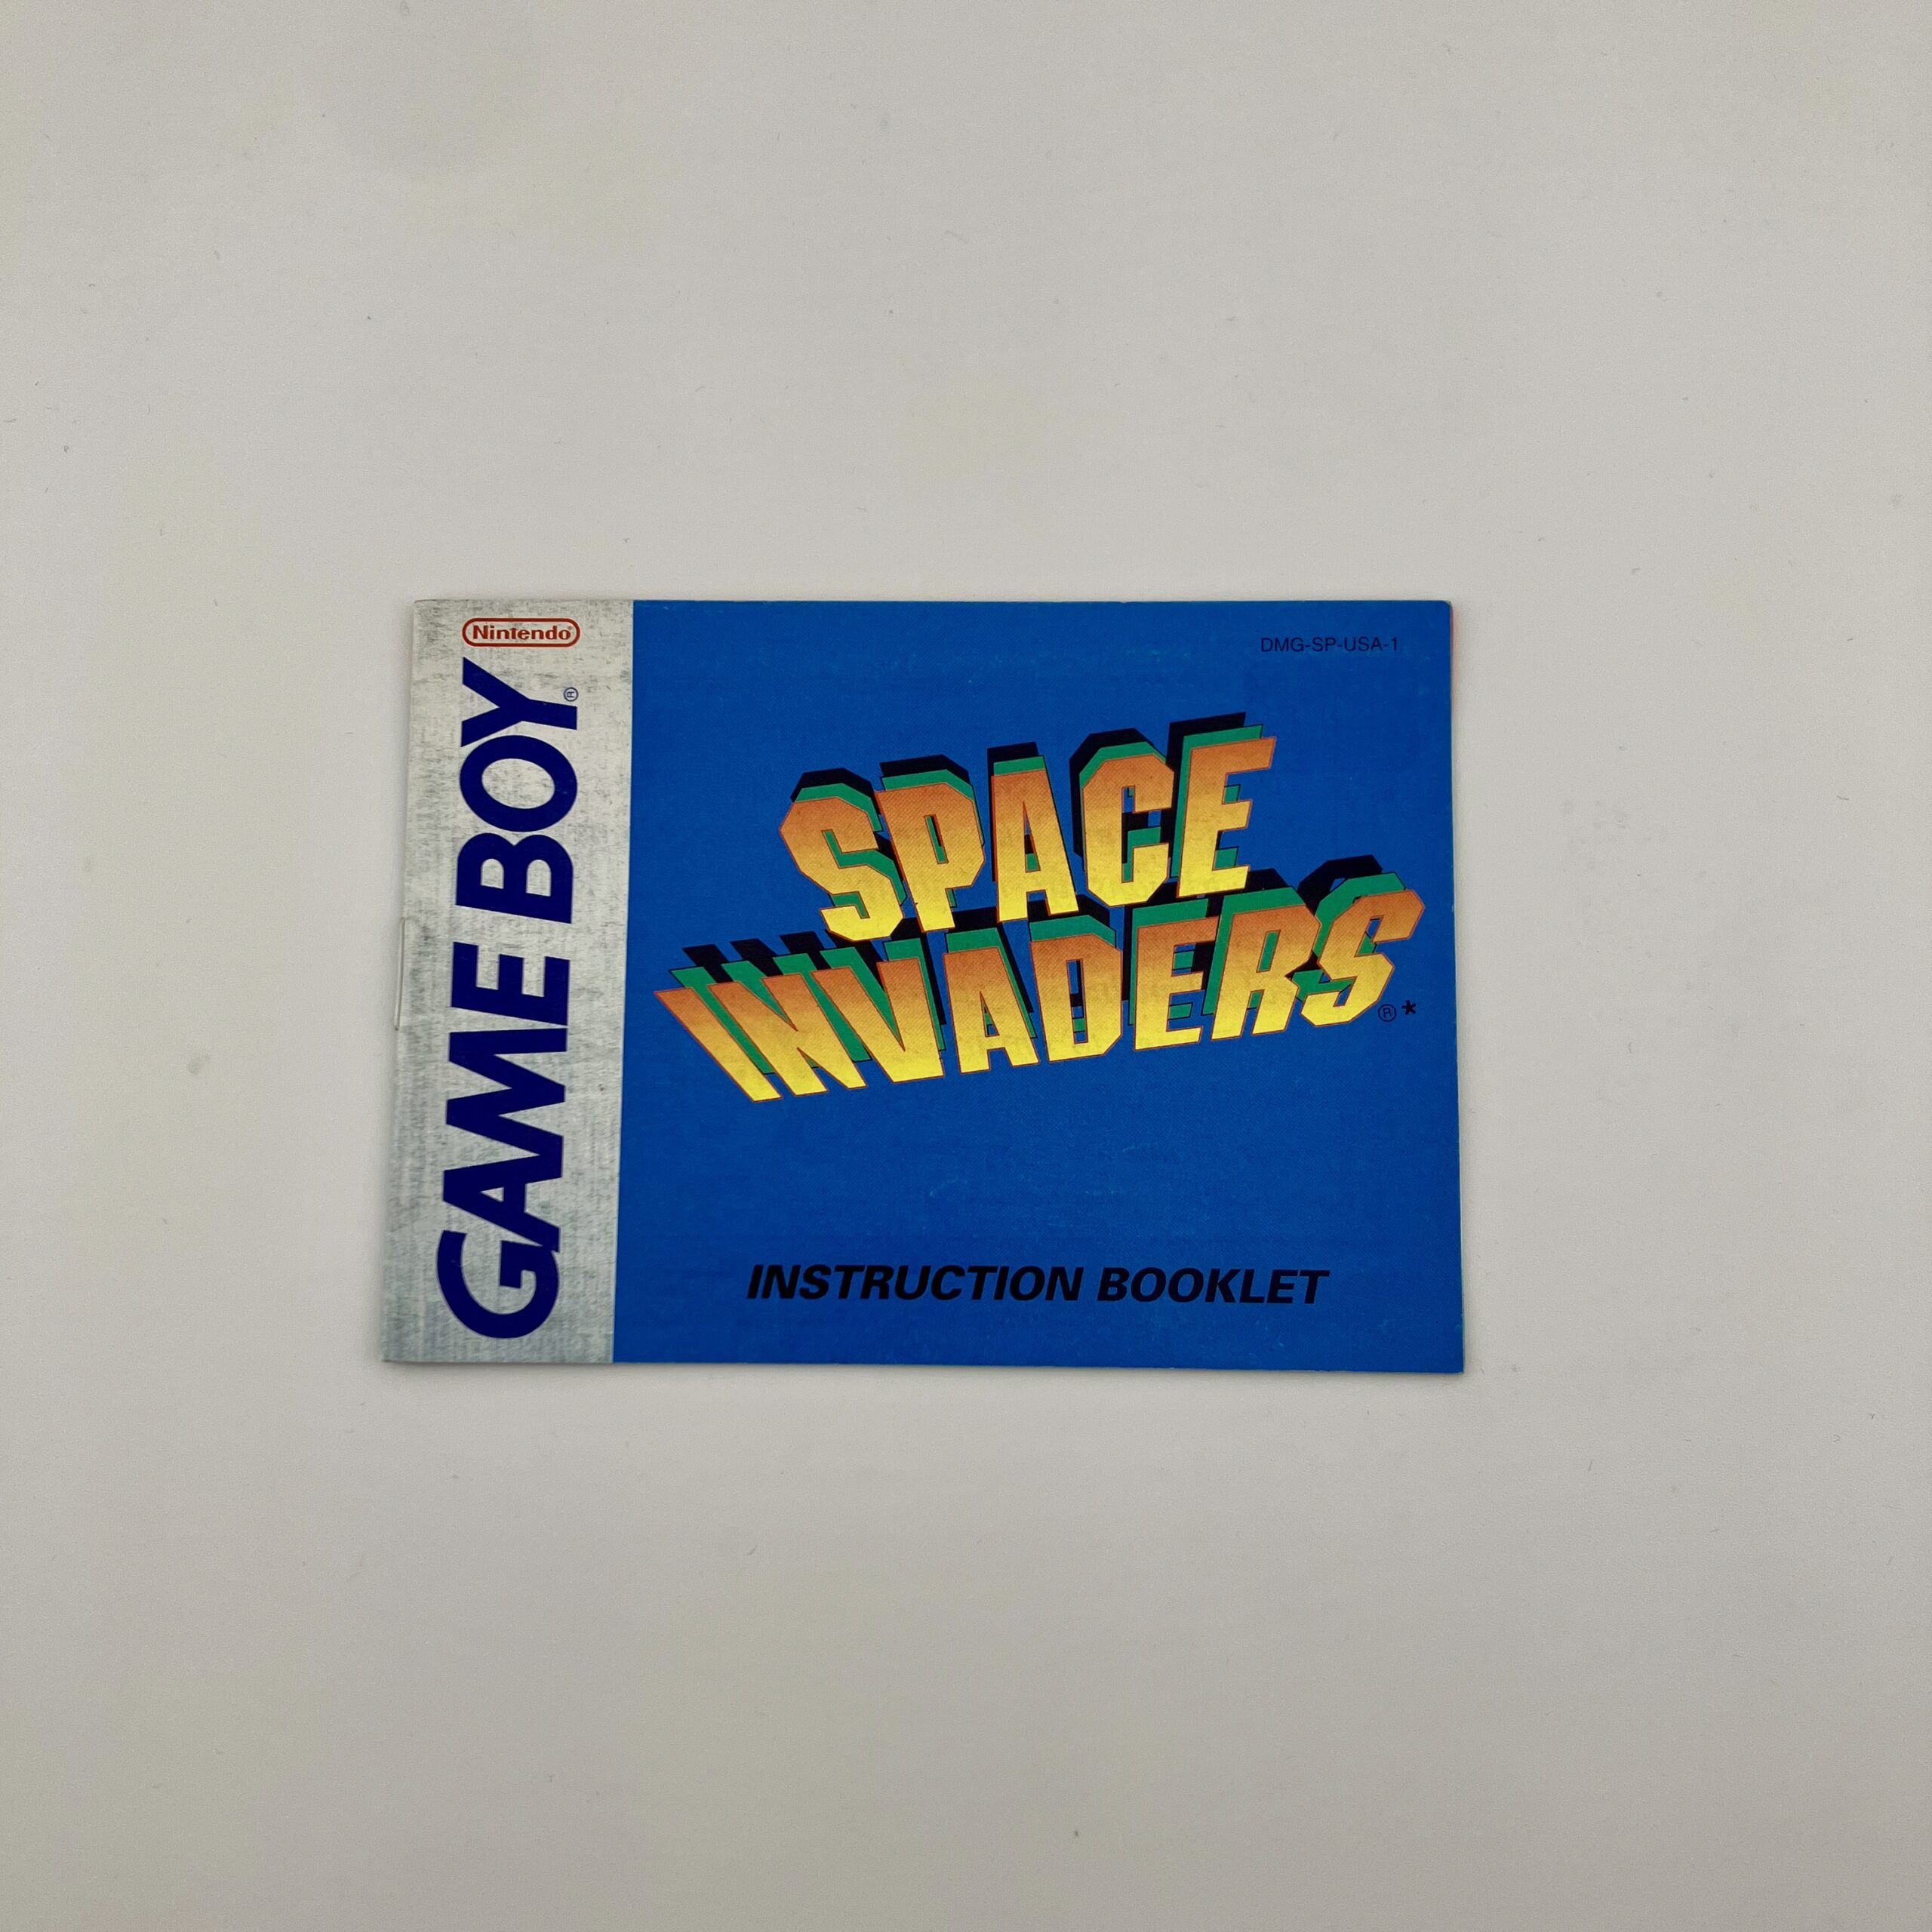 Nintendo®
GAME BOY®
DMG-SP-USA-1
SPACE
INVADERS®*
INSTRUCTION BOOKLET